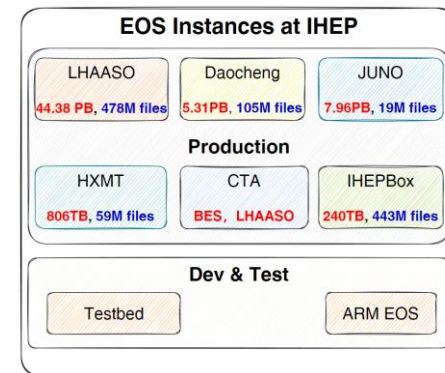 EOS Instances at IHEP
LHAASO
44.38 PB, 478M files
Daocheng
5.31PB, 105M files
JUNO
7.96PB, 19M files
Production
HXMT
806TB, 59M files
CTA
BES, LHAASO
IHEPBox
240TB, 443M files
Dev & Test
Testbed
ARM EOS